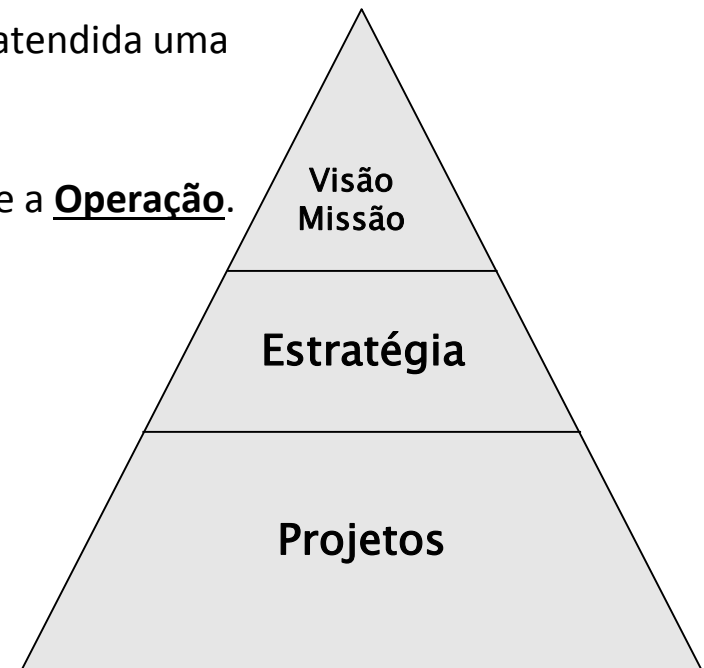 atendida uma
e a Operação.
Visão
Missão
Estratégia
Projetos